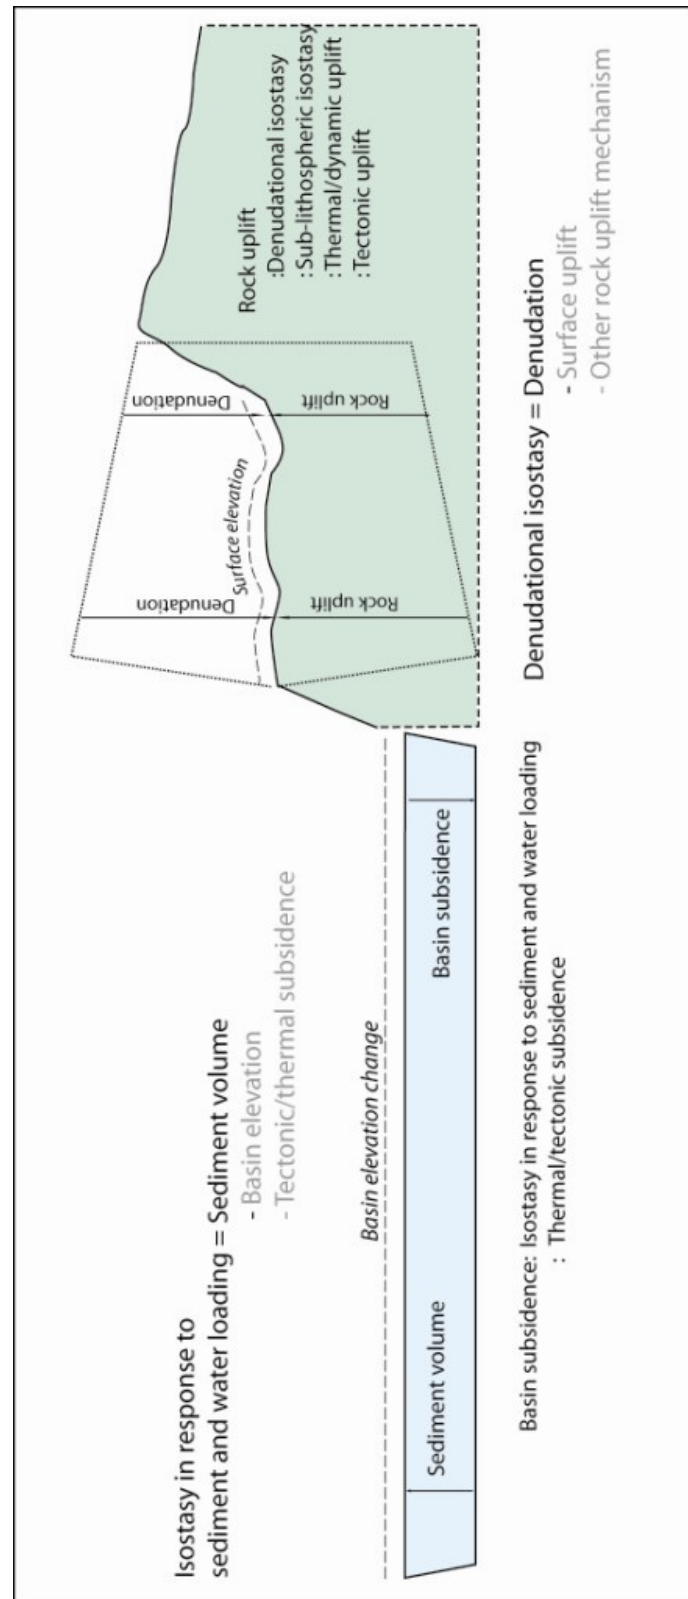 Isostasy in response to
sediment and water loading = Sediment volume
- Basin elevation
- Tectonic/thermal subsidence
Basin elevation change
Sediment volume
Basin subsidence
Basin subsidence: Isostasy in response to sediment and water loading
: Thermal/tectonic subsidence
Denudation
Denudation
Surface elevation
Rock uplift
Rock uplift
Rock uplift
:Denudational isostasy
: Sub-lithospheric isostasy
: Thermal/dynamic uplift
: Tectonic uplift
Denudational isostasy = Denudation
- Surface uplift
- Other rock uplift mechanism